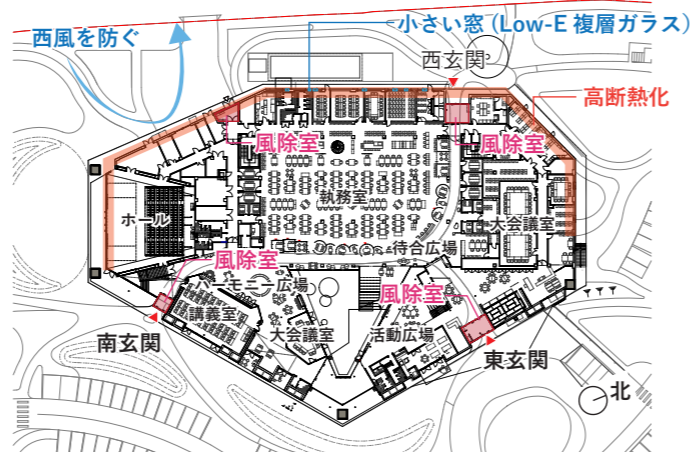 西風を防ぐ
小さい窓（Low-E 複層ガラス）
西玄関
高断熱化
風除室
風除室
執務室
ホール
大会議室
待合広場
風除室
ハーモニー広場
風除室
講義室
大会議室
活動広場
南玄関
東玄関
北